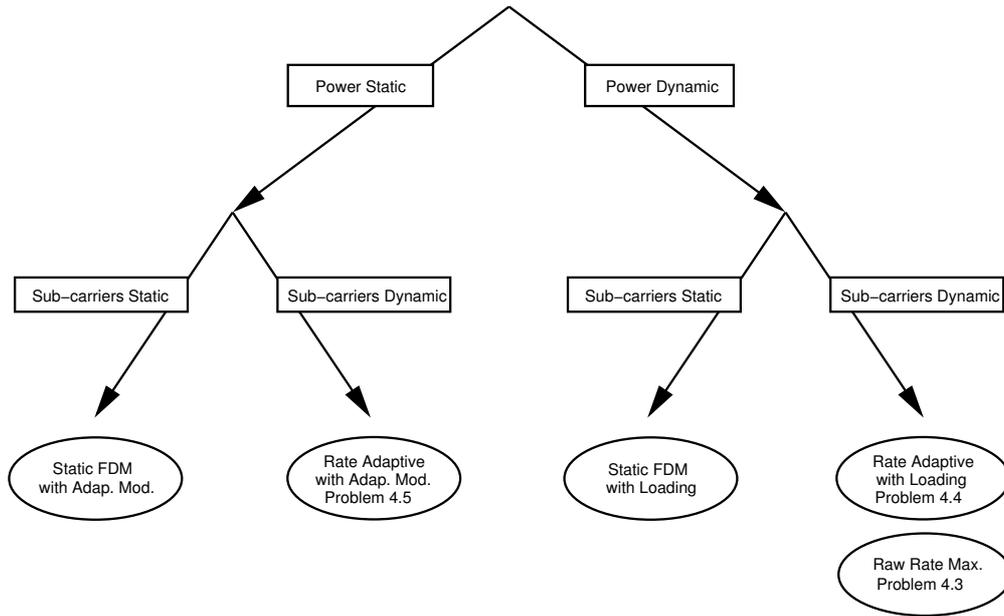 Power Static
Power Dynamic
Sub−carriers Static
Sub−carriers Dynamic
Sub−carriers Static
Sub−carriers Dynamic
Static FDM
with Adap. Mod.
Rate Adaptive
with Adap. Mod.
Problem 4.5
Static FDM
with Loading
Rate Adaptive
with Loading
Problem 4.4
Raw Rate Max.
Problem 4.3